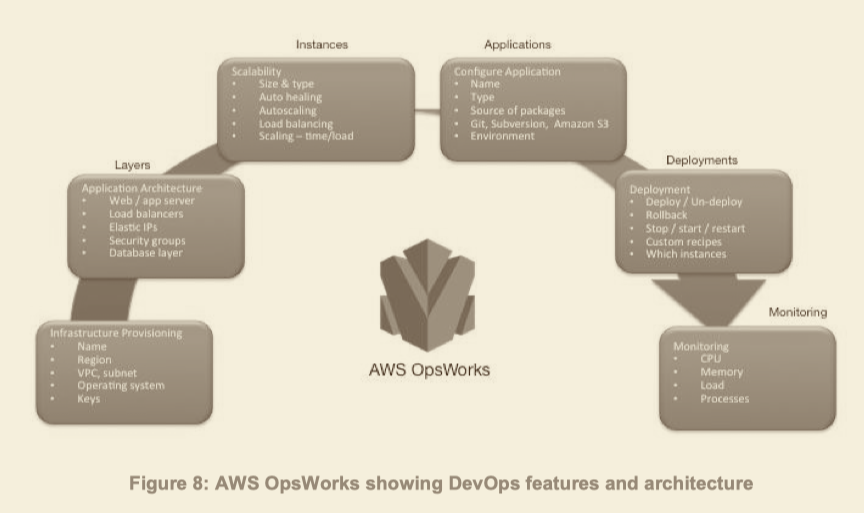 Instances
Scalability
• Size & type
• Auto healing
• Autoscaling
• Load balancing
• Scaling – time/load
Applications
Configure Application
• Name
• Type
• Source of packages
• Git, Subversion, Amazon S3
• Environment
Layers
Application Architecture
• Web / app server
• Load balancers
• Elastic IPs
• Security groups
• Database layer
Deployments
Deployment
• Deploy / Un-deploy
• Rollback
• Stop / start / restart
• Custom recipes
• Which instances
Infrastructure Provisioning
• Name
• Region
• VPC, subnet
• Operating system
• Keys
AWS OpsWorks
Monitoring
Monitoring
• CPU
• Memory
• Load
• Processes
Figure 8: AWS OpsWorks showing DevOps features and architecture